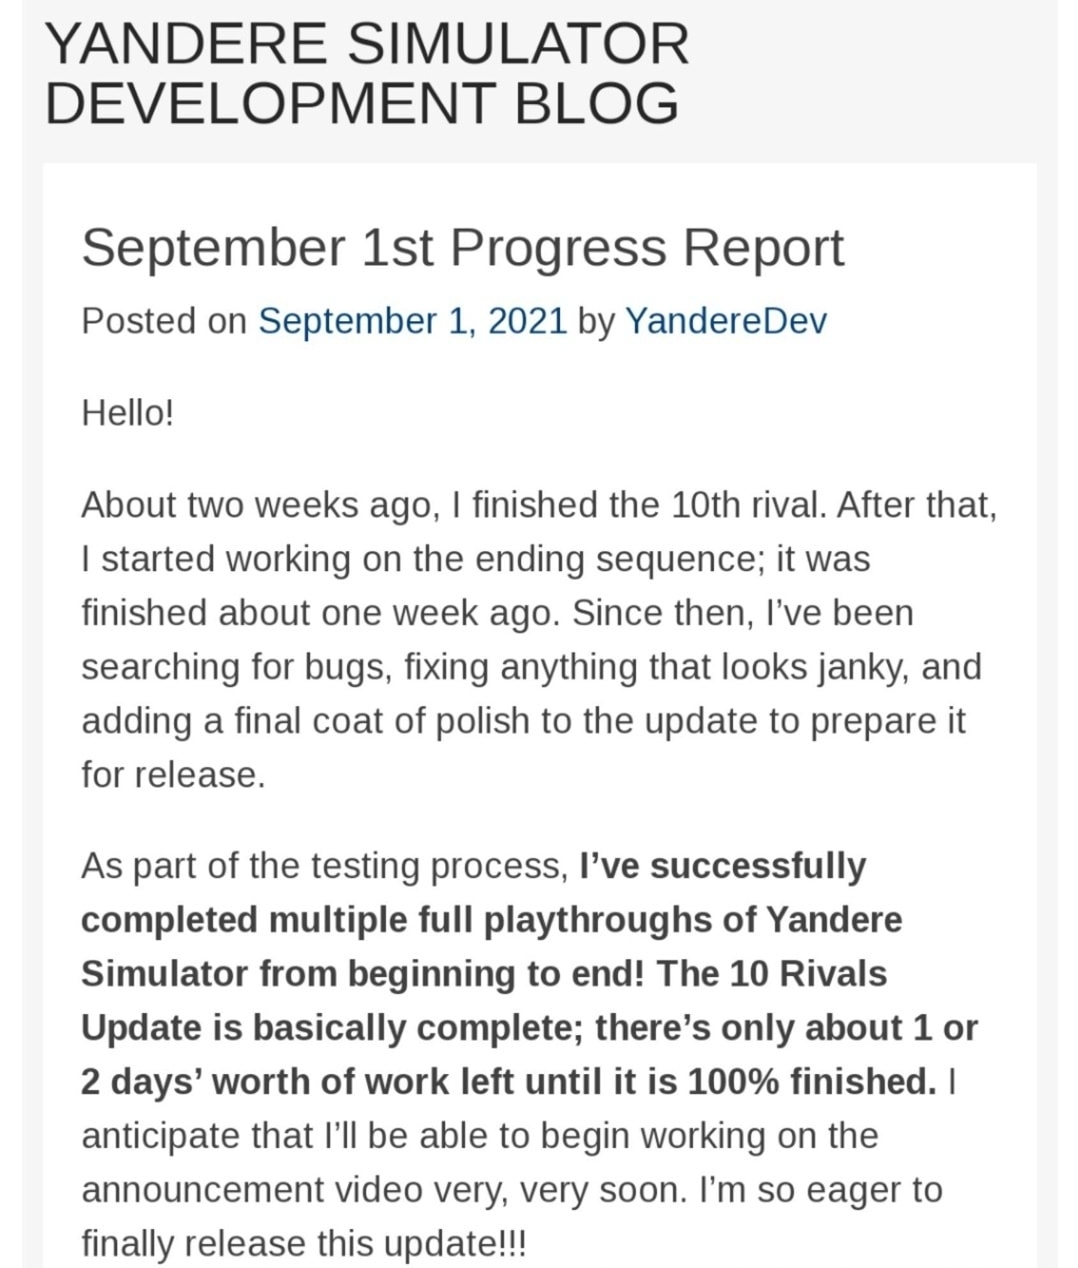 YANDERE SIMULATOR
DEVELOPMENT BLOG
September 1st Progress Report
Posted on September 1, 2021 by YandereDev
Hello!
About two weeks ago, I finished the 10th rival. After that,
I started working on the ending sequence; it was
finished about one week ago. Since then, I’ve been
searching for bugs, fixing anything that looks janky, and
adding a final coat of polish to the update to prepare it
for release.
As part of the testing process, I’ve successfully
completed multiple full playthroughs of Yandere
Simulator from beginning to end! The 10 Rivals
Update is basically complete; there’s only about 1 or
2 days’ worth of work left until it is 100% finished. I
anticipate that I’ll be able to begin working on the
announcement video very, very soon. I’m so eager to
finally release this update!!!